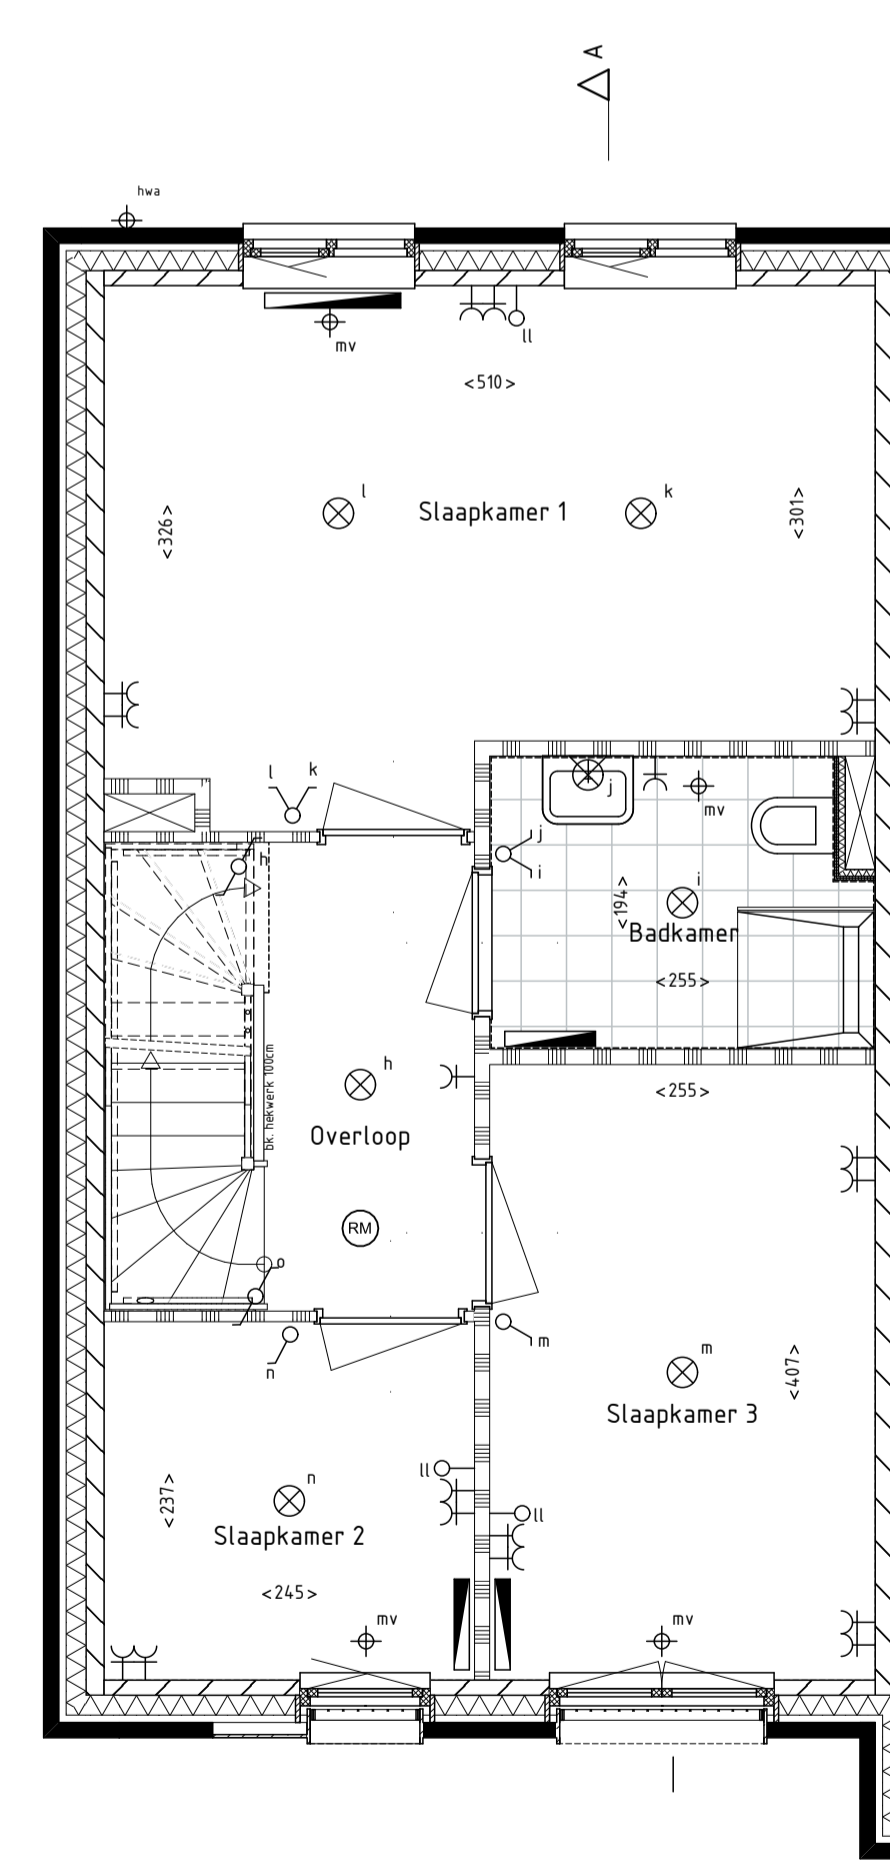 A
hwa
ll
mv
<510>
l
k
Slaapkamer 1
<326>
<301>
l
k
j
mv
j
i
h
i
<194>
Badkamer
<255>
bk. hekwerk 100cm
h
<255>
Overloop
RM
o
m
n
m
<407>
Slaapkamer 3
ll
n
<237>
ll
Slaapkamer 2
<245>
mv
mv